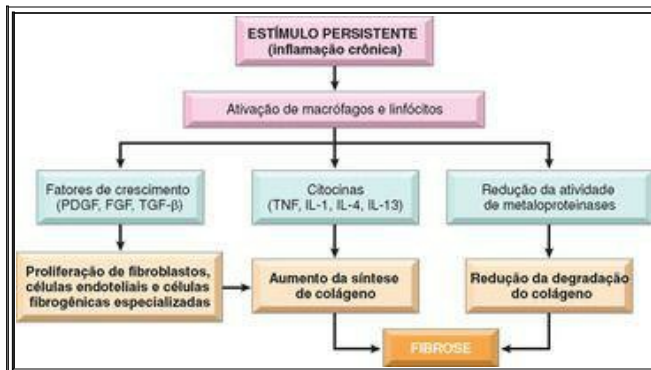 ESTÍMULO PERSISTENTE
(inflamação crônica)
Ativação de macrófagos e linfócitos
Fatores de crescimento
(PDGF, FGF, TGF-β)
Citocinas
(TNF, IL-1, IL-4, IL-13)
Redução da atividade
de metaloproteinases
Proliferação de fibroblastos,
células endoteliais e células
fibrogênicas especializadas
Aumento da síntese
de colágeno
Redução da degradação
do colágeno
FIBROSE